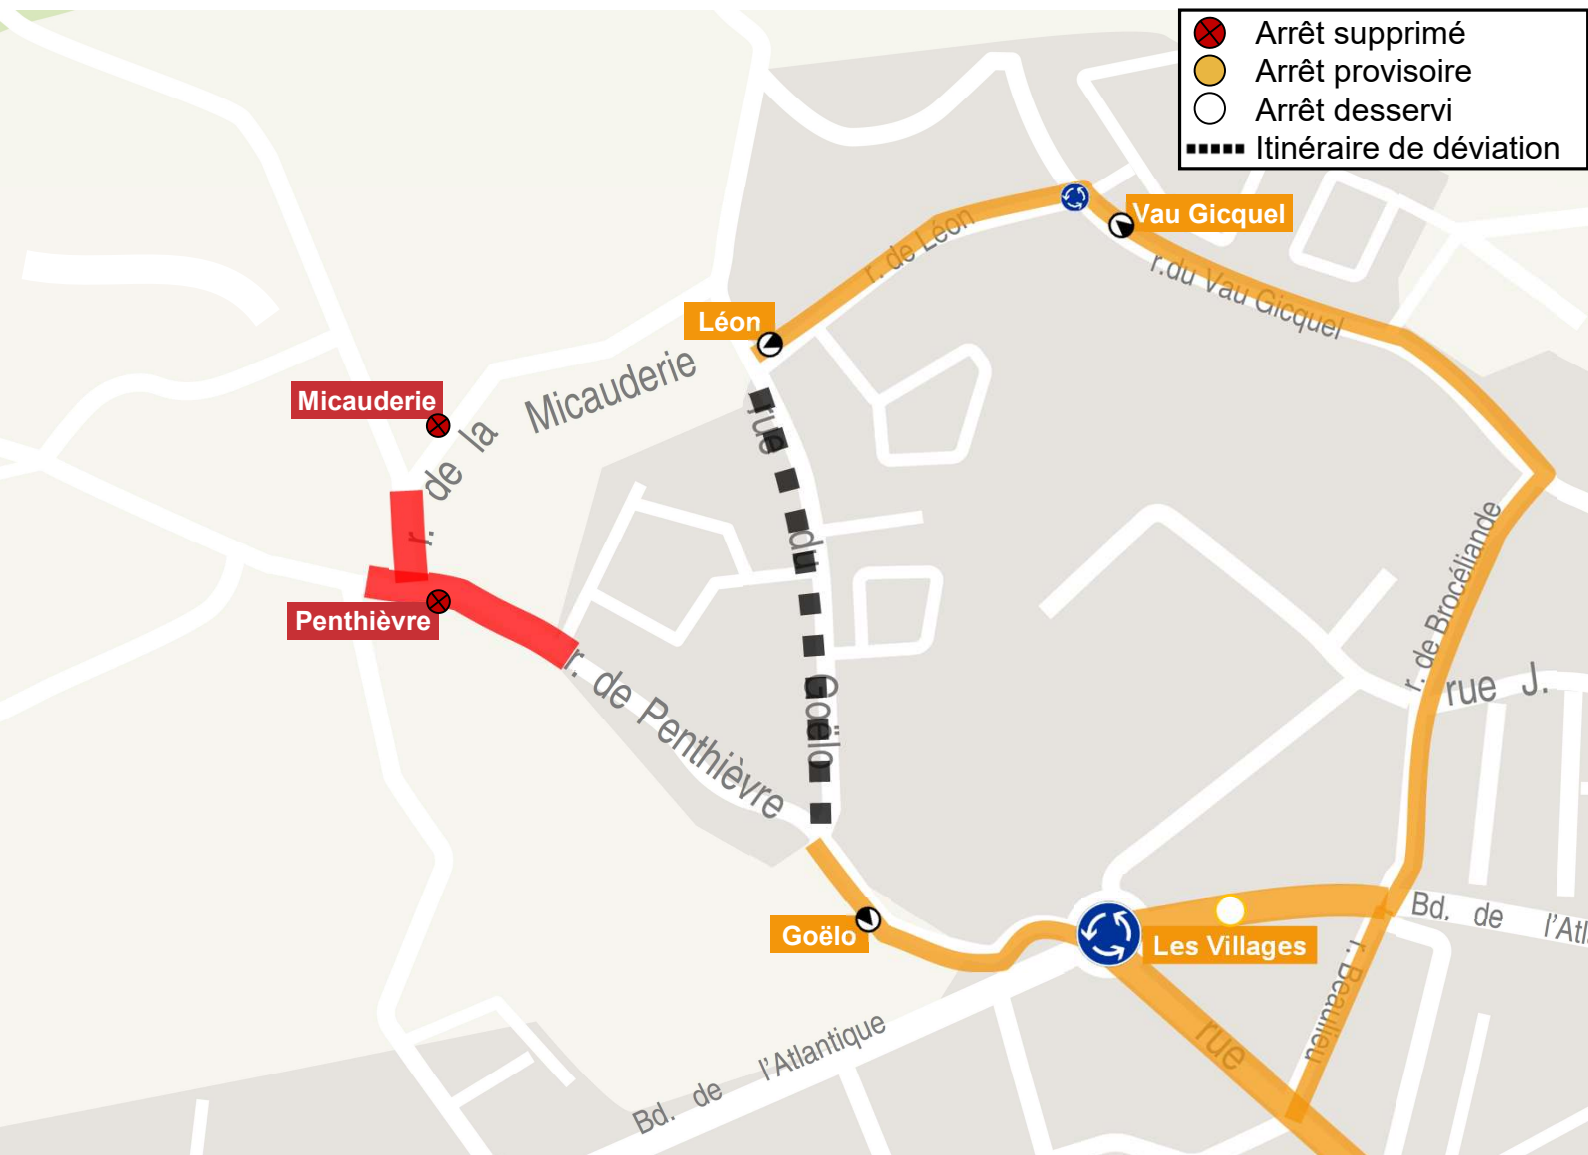 Arrêt supprimé
Arrêt provisoire
Arrêt desservi
Itinéraire de déviation
Vau Gicquel
r. de Léon
r.du Vau Gicquel
Léon
Micauderie
r. de la Micauderie
rue du Goëlo
Penthièvre
r. de Penthièvre
r. de Brocéliande
rue J.
Goëlo
Les Villages
Bd. de l'Atl
r. Beaulieu
rue
Bd. de l'Atlantique